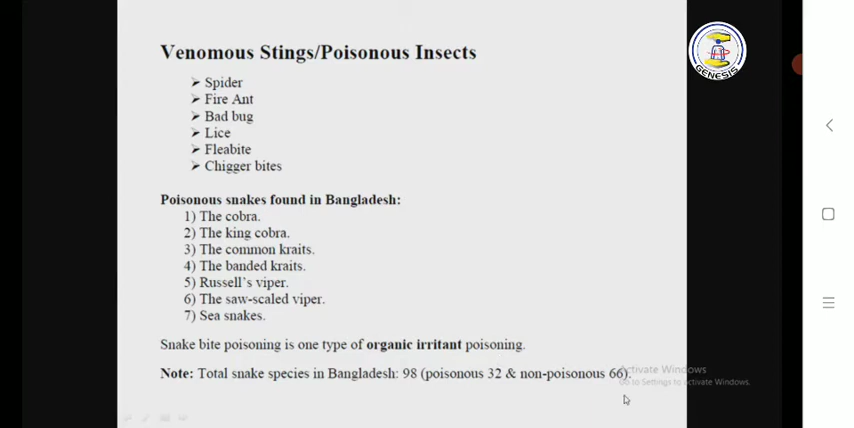 Venomous Stings/Poisonous Insects
➢ Spider
➢ Fire Ant
➢ Bad bug
➢ Lice
➢ Fleabite
➢ Chigger bites
Poisonous snakes found in Bangladesh:
1) The cobra.
2) The king cobra.
3) The common kraits.
4) The banded kraits.
5) Russell's viper.
6) The saw-scaled viper.
7) Sea snakes.
Snake bite poisoning is one type of organic irritant poisoning.
Note: Total snake species in Bangladesh: 98 (poisonous 32 & non-poisonous 66).
Activate Windows
Go to Settings to activate Windows.
GENESIS